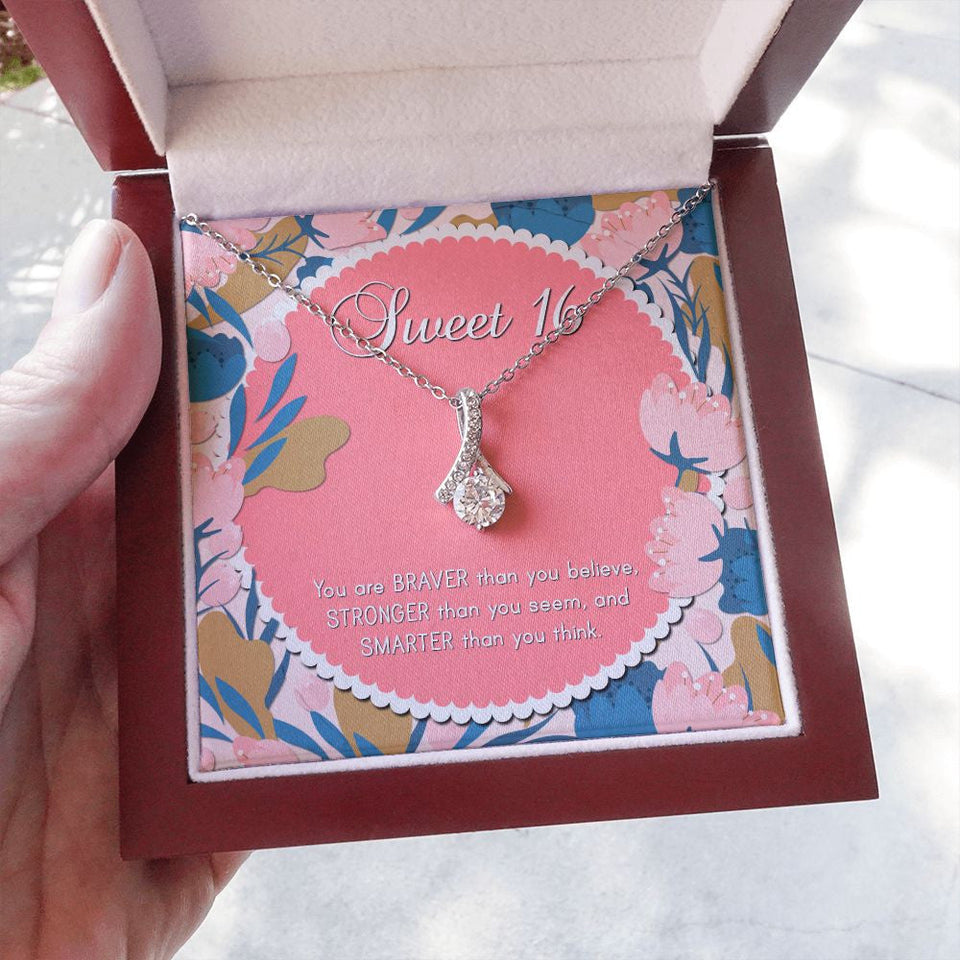 Sweet 16
You are BRAVER than you believe,
STRONGER than you seem, and
SMARTER than you think.